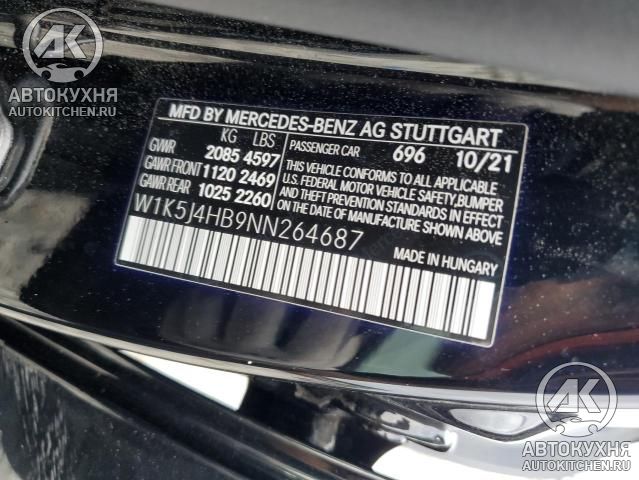 AK
АВТОКУХНЯ
AUTOKITCHEN.RU
MFD BY MERCEDES-BENZ AG STUTTGART
KG LBS
GVWR 2085 4597
GAWR FRONT 1120 2469
GAWR REAR 1025 2260
PASSENGER CAR 696 10/21
THIS VEHICLE CONFORMS TO ALL APPLICABLE
U.S. FEDERAL MOTOR VEHICLE SAFETY, BUMPER
AND THEFT PREVENTION STANDARDS IN EFFECT
ON THE DATE OF MANUFACTURE SHOWN ABOVE.
W1K5J4HB9NN264687
MADE IN HUNGARY
AK
АВТОКУХНЯ
AUTOKITCHEN.RU